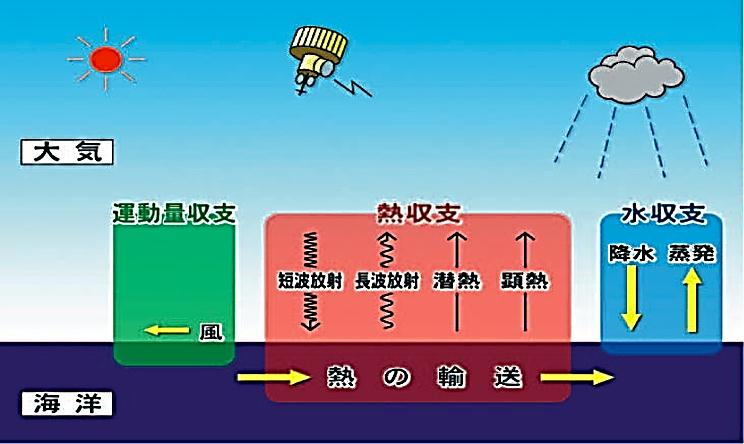 大気
運動量収支
熱収支
水収支
降水 蒸発
短波放射 長波放射 潜熱 顕熱
風
熱の輸送
海洋